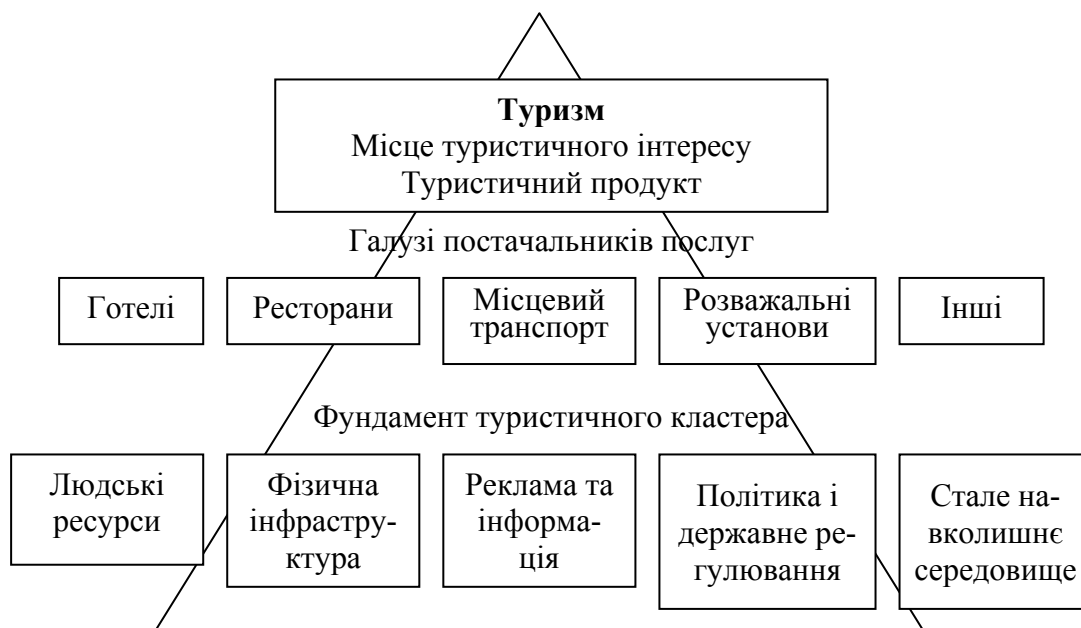 Туризм
Місце туристичного інтересу
Туристичний продукт
Галузі постачальників послуг
Готелі
Ресторани
Місцевий
транспорт
Розважальні
установи
Інші
Фундамент туристичного кластера
Людські
ресурси
Фізична
інфрастру-
ктура
Реклама та
інформа-
ція
Політика і
державне ре-
гулювання
Стале на-
вколишнє
середовище